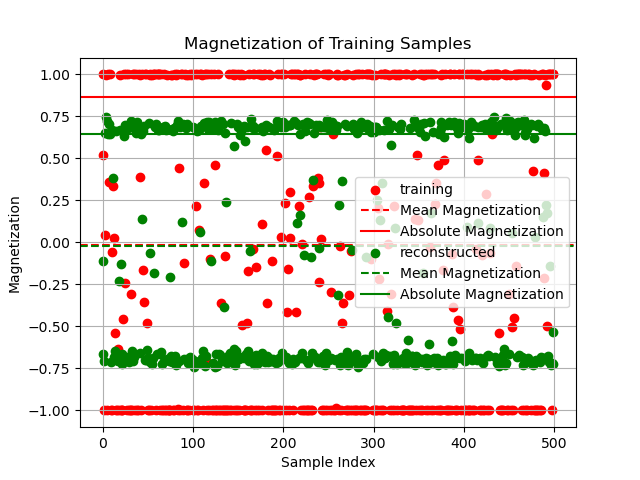 Magnetization of Training Samples
1.00
0.75
0.50
0.25
0.00
−0.25
−0.50
−0.75
−1.00
Magnetization
training
Mean Magnetization
Absolute Magnetization
reconstructed
Mean Magnetization
Absolute Magnetization
0 100 200 300 400 500
Sample Index